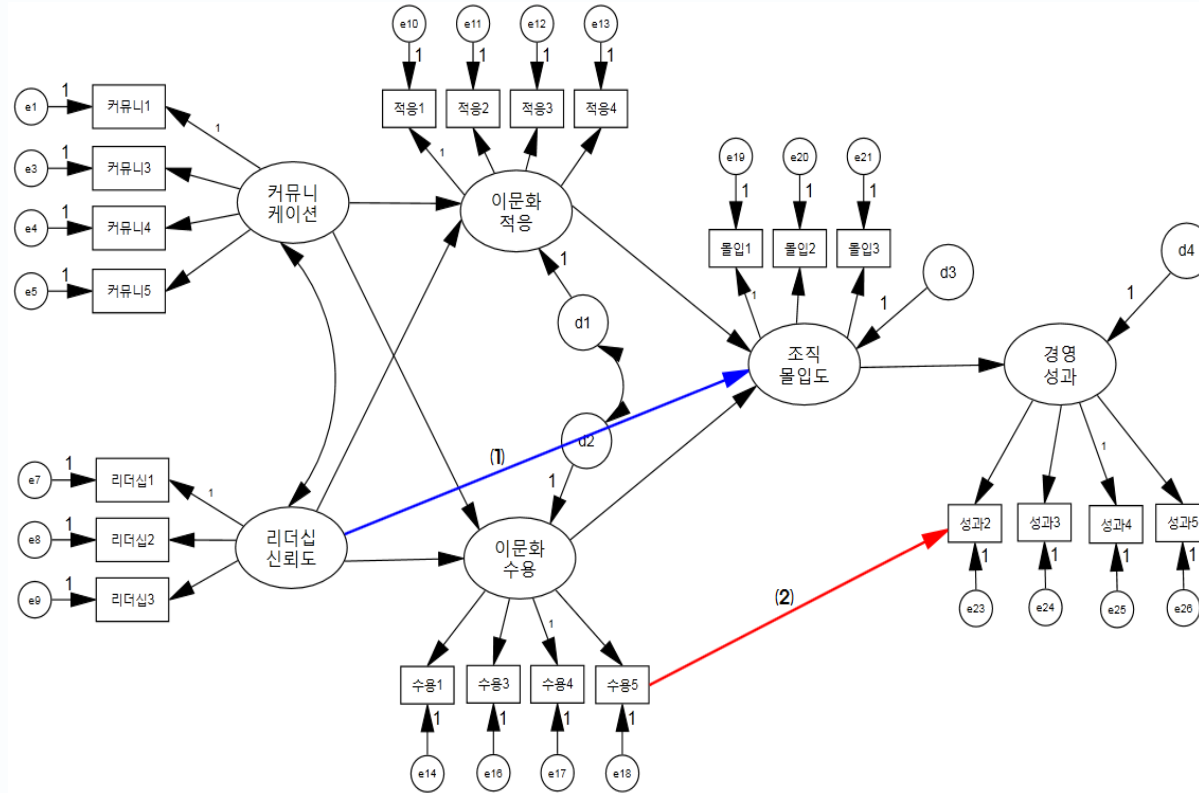 e10
e11
e12
e13
1
1
1
1
적응1
적응2
적응3
적응4
1
e1
1
커뮤니1
1
e3
1
커뮤니3
e4
1
커뮤니4
e5
1
커뮤니5
커뮤니
케이션
이문화
적응
1
d1
d2
1
e19
e20
e21
1
1
1
몰입1
몰입2
몰입3
1
d3
1
d4
1
조직
몰입도
경영
성과
(1)
e7
1
리더십1
1
e8
1
리더십2
e9
1
리더십3
리더십
신뢰도
이문화
수용
1
수용1
수용3
수용4
수용5
1
1
1
1
e14
e16
e17
e18
(2)
1
성과2
성과3
성과4
성과5
1
1
1
1
e23
e24
e25
e26